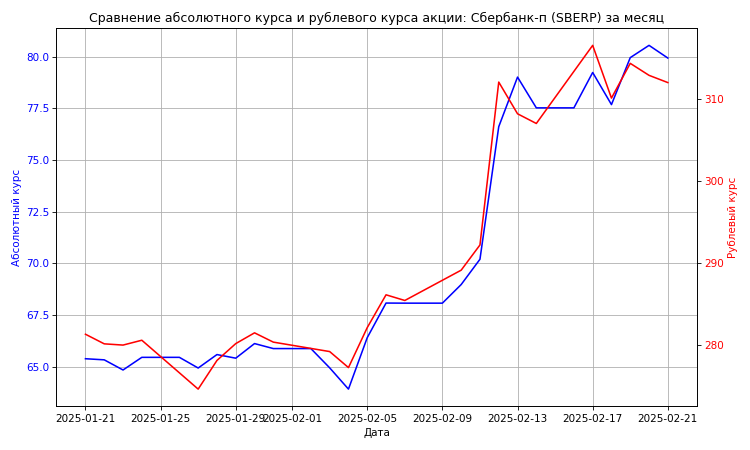 Сравнение абсолютного курса и рублевого курса акции: Сбербанк-п (SBERP) за месяц
80.0
77.5
75.0
72.5
70.0
67.5
65.0
Абсолютный курс
310
300
290
280
Рублевый курс
2025-01-21 2025-01-25 2025-01-29 2025-02-01 2025-02-05 2025-02-09 2025-02-13 2025-02-17 2025-02-21
Дата